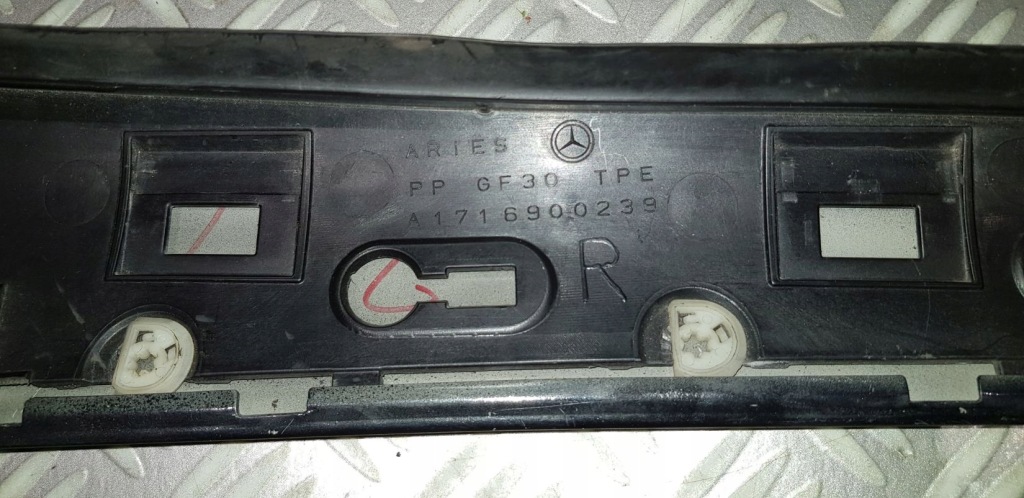 ARIES
PP GF30 TPE
A1716900239
R